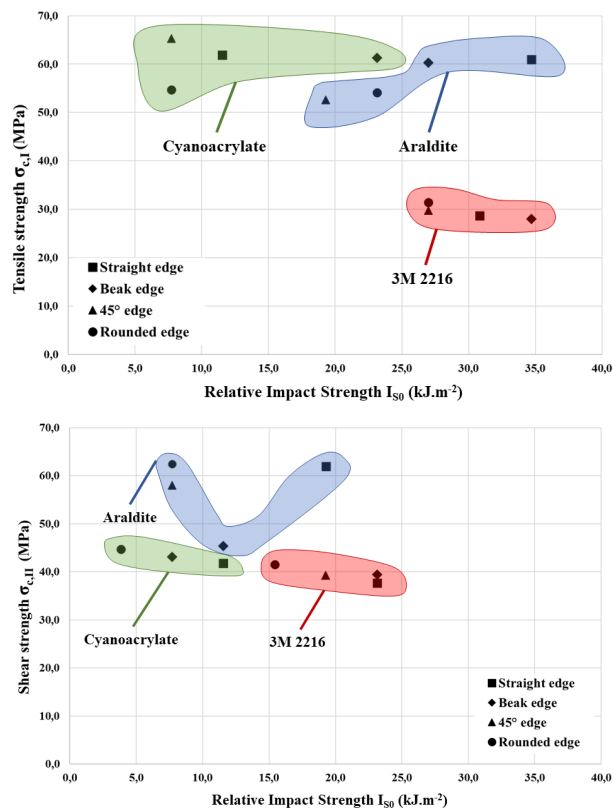 70,0
60,0
50,0
40,0
30,0
20,0
10,0
0,0
Tensile strength σc,I (MPa)
Cyanoacrylate
Araldite
3M 2216
Straight edge
Beak edge
45° edge
Rounded edge
0,0 5,0 10,0 15,0 20,0 25,0 30,0 35,0 40,0
Relative Impact Strength IS0 (kJ.m-2)
70,0
60,0
50,0
40,0
30,0
20,0
10,0
0,0
Shear strength σc,II (MPa)
Araldite
Cyanoacrylate
3M 2216
Straight edge
Beak edge
45° edge
Rounded edge
0,0 5,0 10,0 15,0 20,0 25,0 30,0 35,0 40,0
Relative Impact Strength IS0 (kJ.m-2)